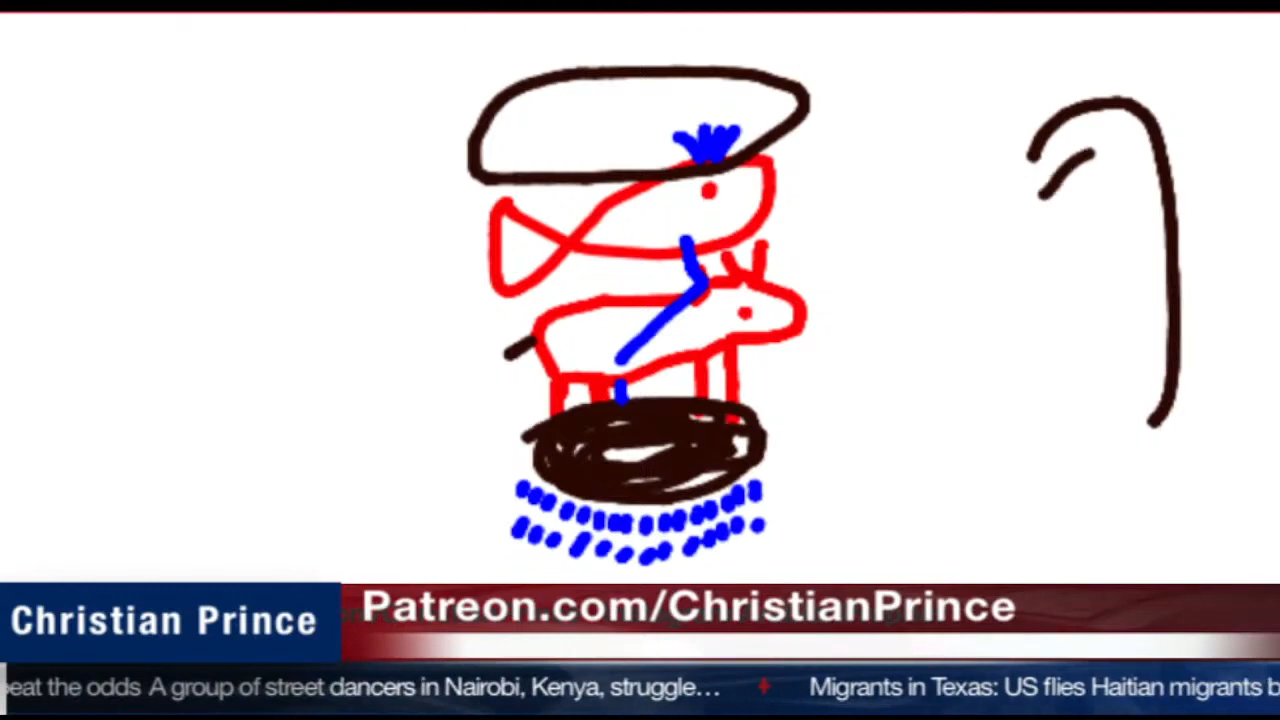 Christian Prince
Patreon.com/ChristianPrince
eat the odds A group of street dancers in Nairobi, Kenya, struggle... Migrants in Texas: US flies Haitian migrants b